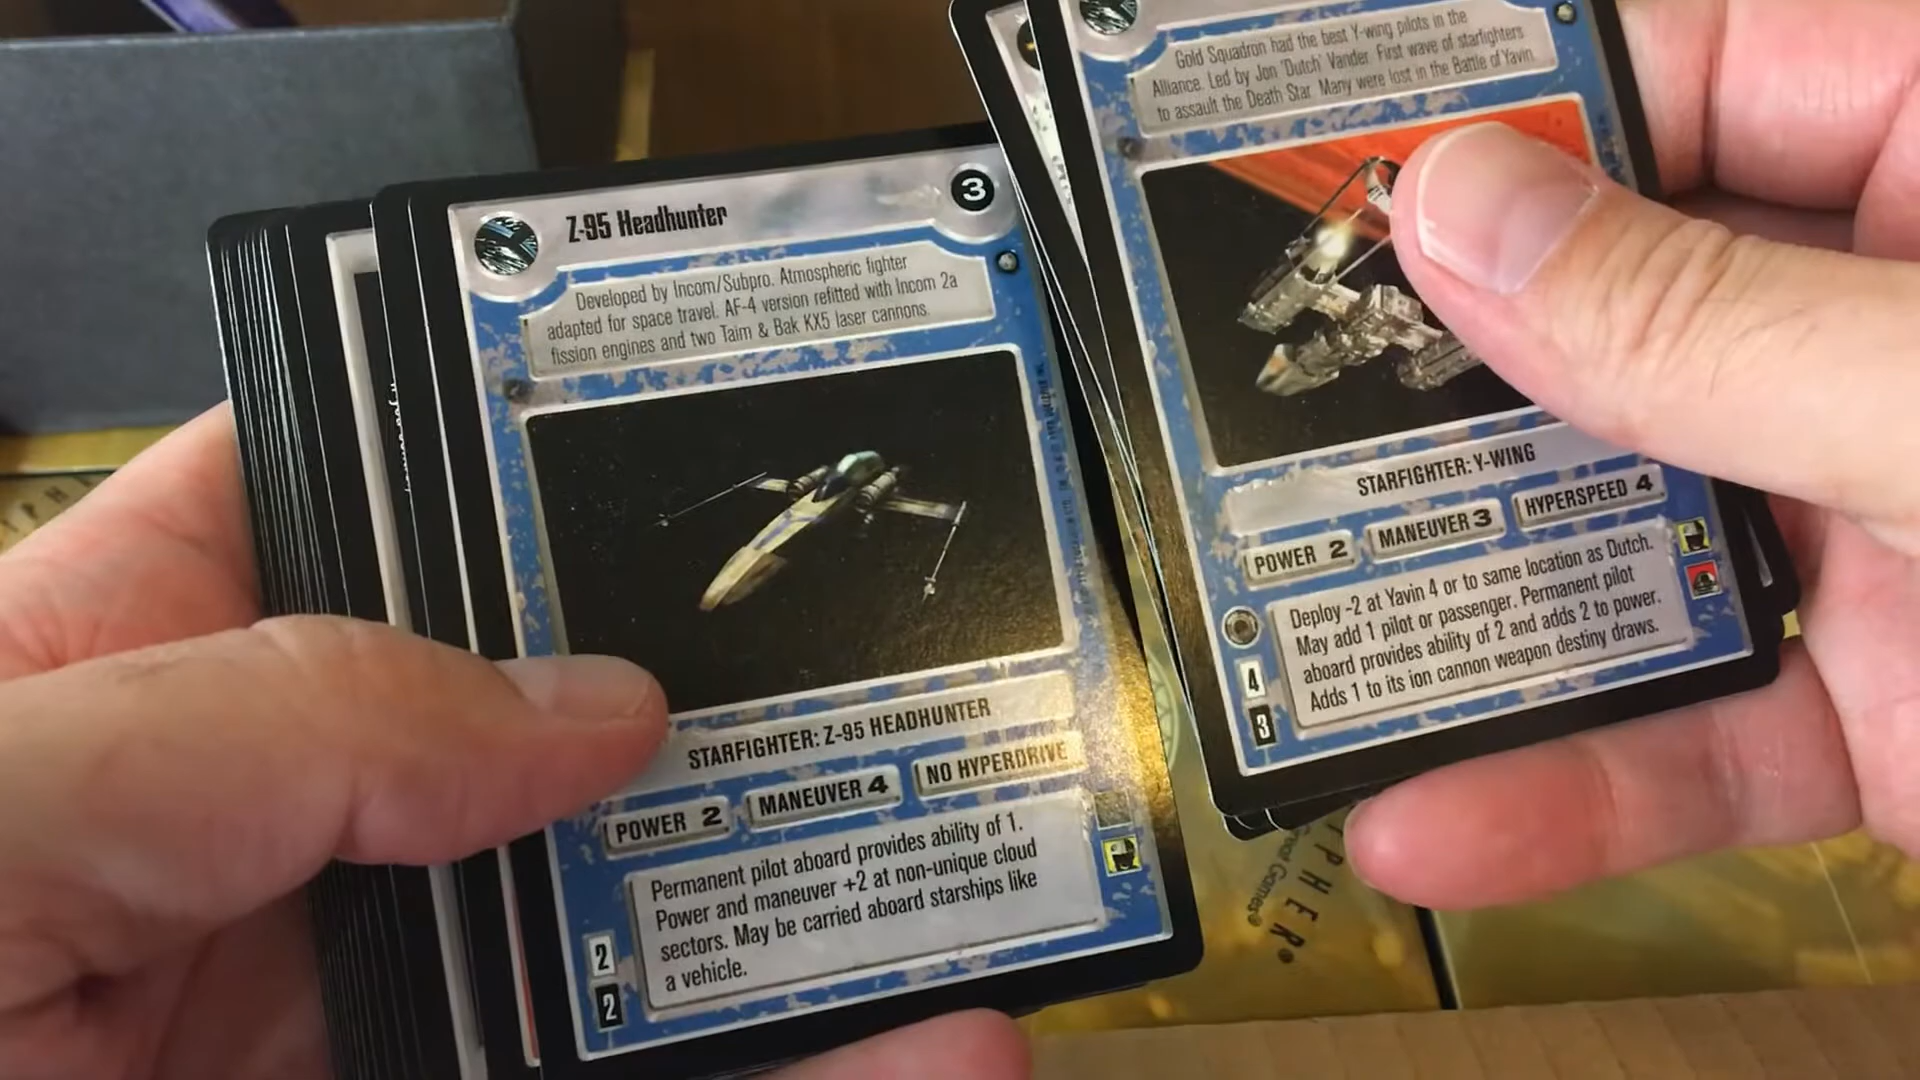 Z-95 Headhunter
3
Developed by Incom/Subpro. Atmospheric fighter
adapted for space travel. AF-4 version refitted with Incom 2a
fission engines and two Taim & Bak KX5 laser cannons.
STARFIGHTER: Z-95 HEADHUNTER
POWER 2
MANEUVER 4
NO HYPERDRIVE
Permanent pilot aboard provides ability of 1.
Power and maneuver +2 at non-unique cloud
sectors. May be carried aboard starships like
a vehicle.
2
2
Gold Squadron had the best Y-wing pilots in the
Alliance. Led by Jon 'Dutch' Vander. First wave of starfighters
to assault the Death Star. Many were lost in the Battle of Yavin.
STARFIGHTER: Y-WING
POWER 2
MANEUVER 3
HYPERSPEED 4
Deploy -2 at Yavin 4 or to same location as Dutch.
May add 1 pilot or passenger. Permanent pilot
aboard provides ability of 2 and adds 2 to power.
Adds 1 to its ion cannon weapon destiny draws.
4
3
IPHER®
Games®